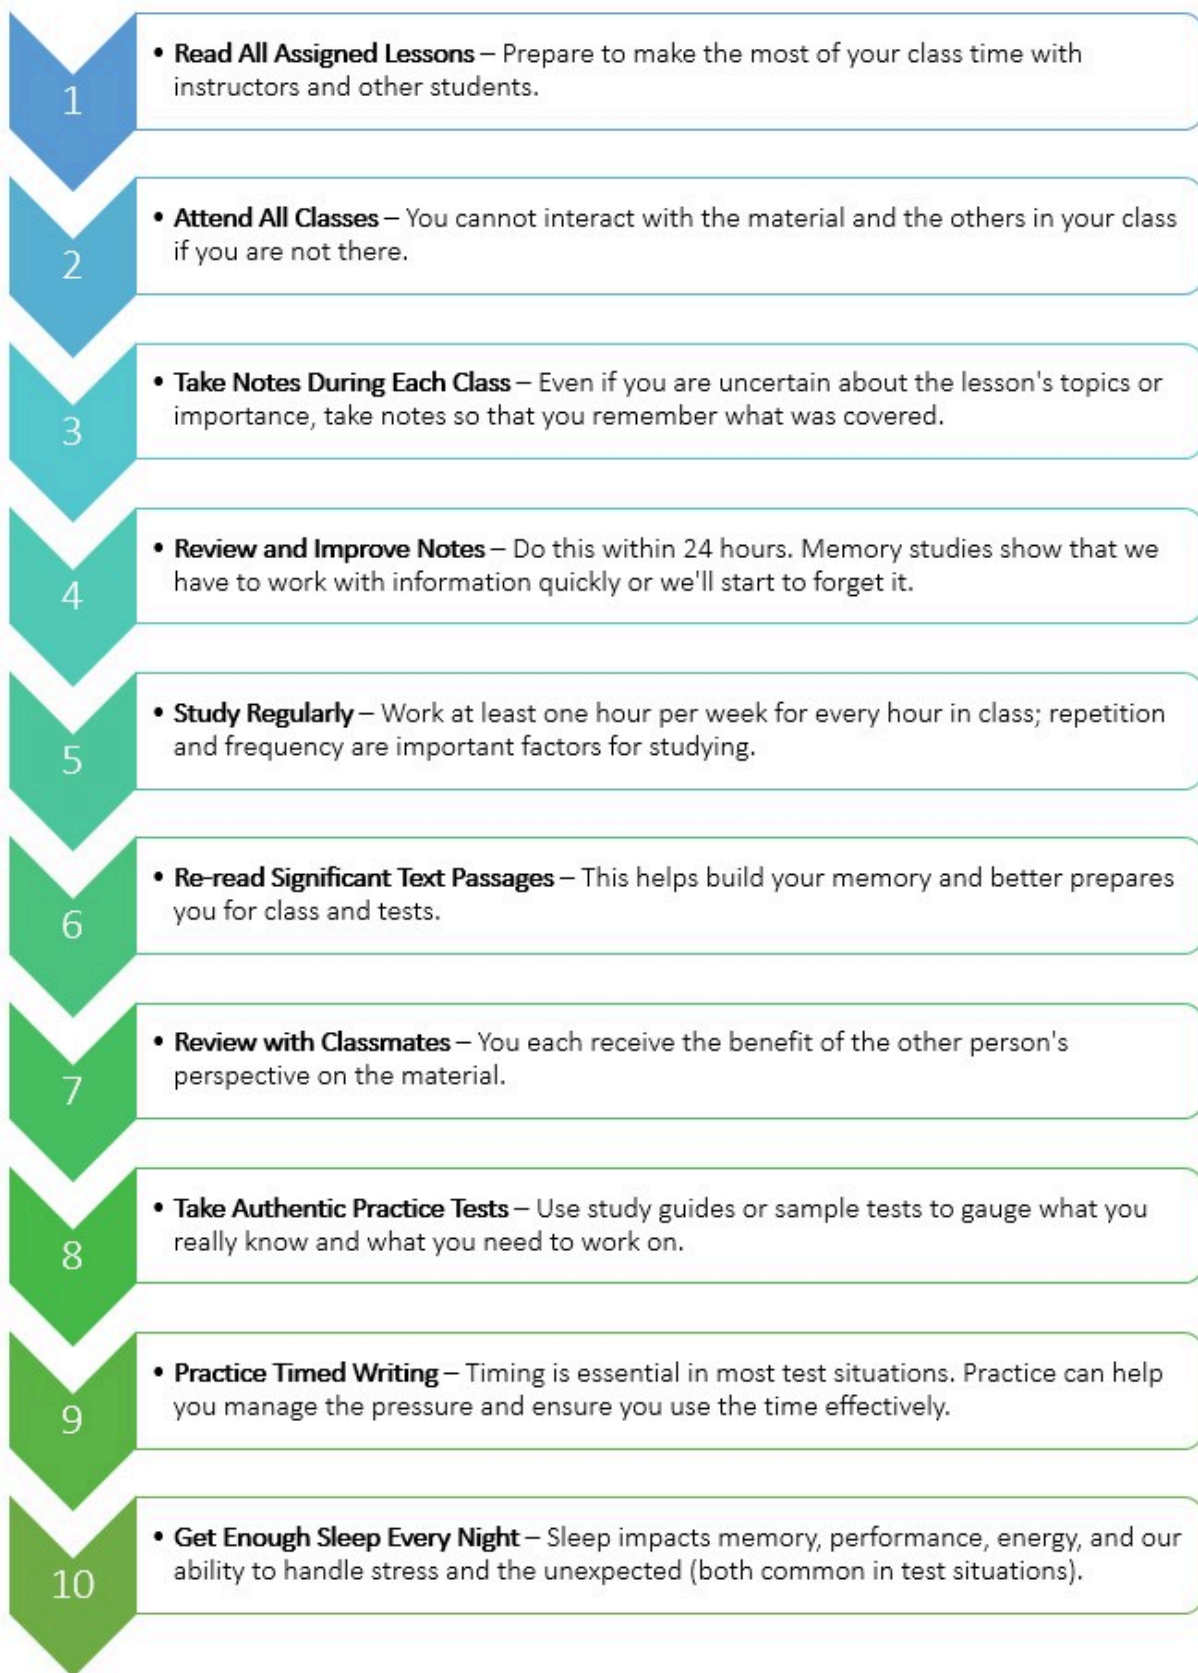 1
• Read All Assigned Lessons – Prepare to make the most of your class time with
instructors and other students.
2
• Attend All Classes – You cannot interact with the material and the others in your class
if you are not there.
3
• Take Notes During Each Class – Even if you are uncertain about the lesson's topics or
importance, take notes so that you remember what was covered.
4
• Review and Improve Notes – Do this within 24 hours. Memory studies show that we
have to work with information quickly or we'll start to forget it.
5
• Study Regularly – Work at least one hour per week for every hour in class; repetition
and frequency are important factors for studying.
6
• Re-read Significant Text Passages – This helps build your memory and better prepares
you for class and tests.
7
• Review with Classmates – You each receive the benefit of the other person's
perspective on the material.
8
• Take Authentic Practice Tests – Use study guides or sample tests to gauge what you
really know and what you need to work on.
9
• Practice Timed Writing – Timing is essential in most test situations. Practice can help
you manage the pressure and ensure you use the time effectively.
10
• Get Enough Sleep Every Night – Sleep impacts memory, performance, energy, and our
ability to handle stress and the unexpected (both common in test situations).